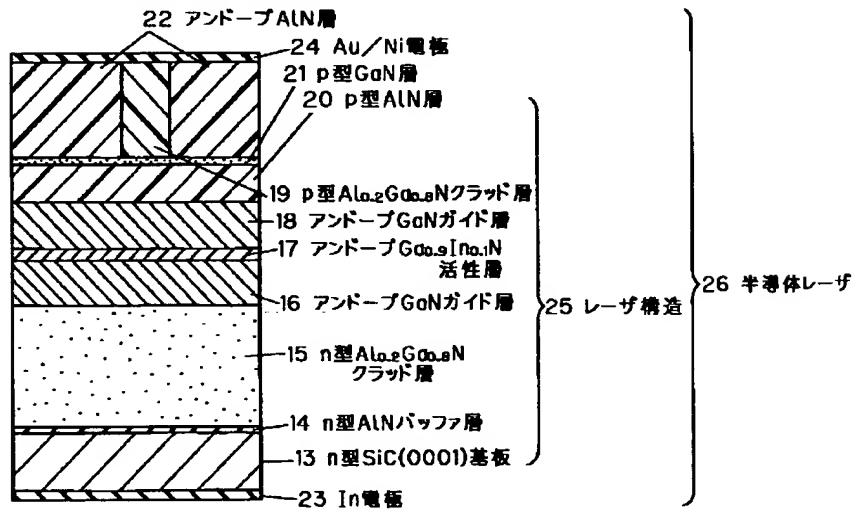 22 アンドープAlN層
24 Au/Ni電極
21 p型GaN層
20 p型AlN層
19 p型Al0.2Ga0.8Nクラッド層
18 アンドープGaNガイド層
17 アンドープGa0.9In0.1N
活性層
16 アンドープGaNガイド層
25 レーザ構造
26 半導体レーザ
15 n型Al0.2Ga0.8N
クラッド層
14 n型AlNバッファ層
13 n型SiC(0001)基板
23 In電極